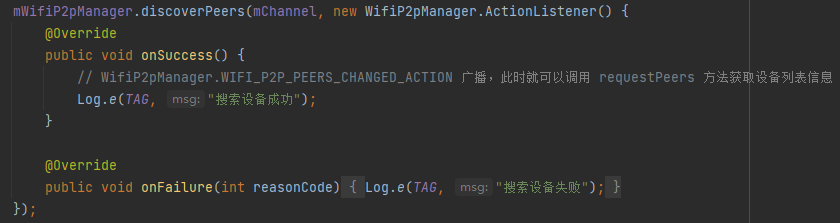 mWifiP2pManager.discoverPeers(mChannel, new WifiP2pManager.ActionListener() {
@Override
public void onSuccess() {
// WifiP2pManager.WIFI_P2P_PEERS_CHANGED_ACTION 广播，此时就可以调用 requestPeers 方法获取设备列表信息
Log.e(TAG, msg: "搜索设备成功");
}
@Override
public void onFailure(int reasonCode) { Log.e(TAG, msg: "搜索设备失败"); }
});